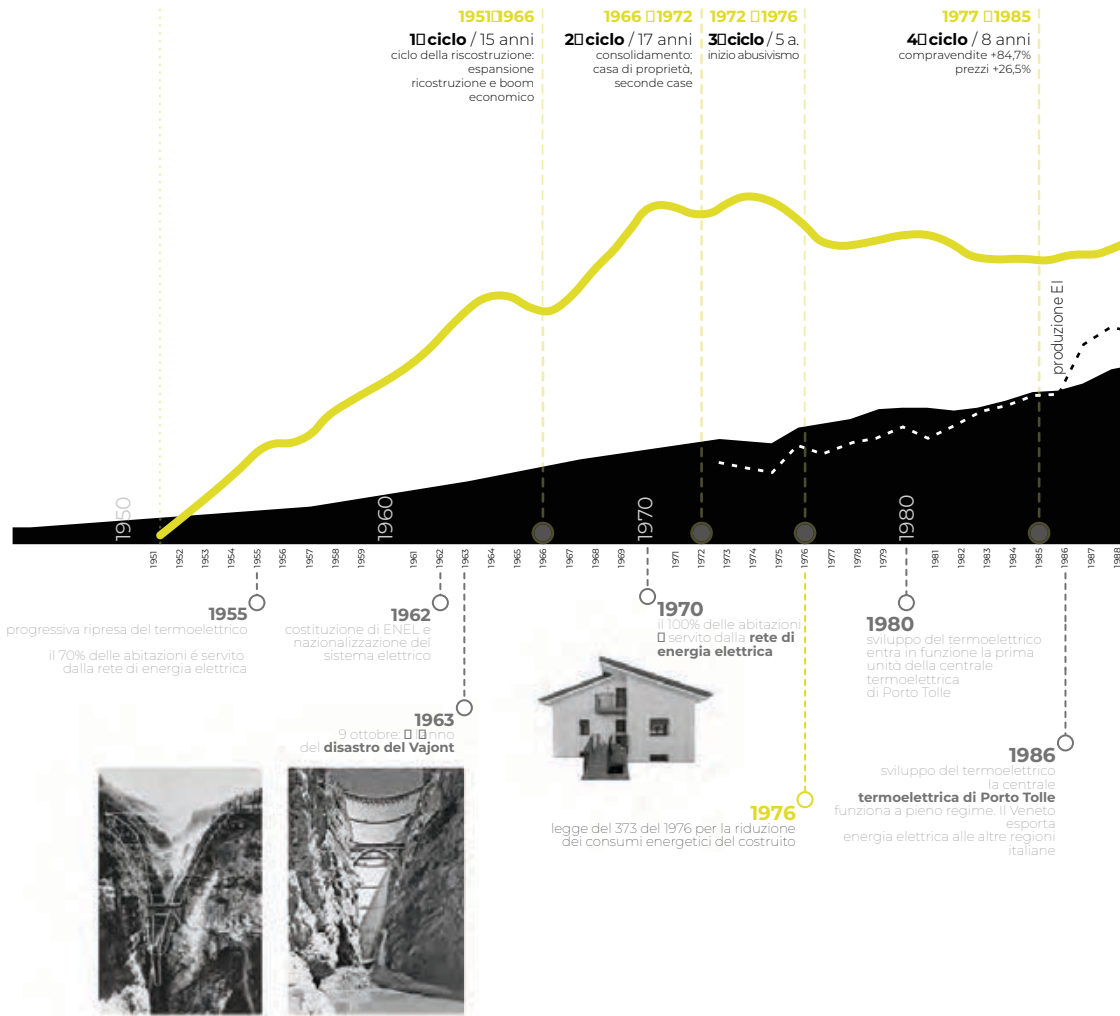 1951▯1966
1▯ ciclo / 15 anni
ciclo della riscostruzione:
espansione
ricostruzione e boom
economico
1966 ▯1972
2▯ ciclo / 17 anni
consolidamento:
casa di proprietà,
seconde case
1972 ▯1976
3▯ciclo / 5 a.
inizio abusivismo
1977 ▯1985
4▯ ciclo / 8 anni
compravendite +84,7%
prezzi +26,5%
produzione El
1950
1960
1970
1980
1951
1952
1953
1954
1955
1956
1957
1958
1959
1961
1962
1963
1964
1965
1966
1967
1968
1969
1971
1972
1973
1974
1975
1976
1977
1978
1979
1981
1982
1983
1984
1985
1986
1987
1988
1955
progressiva ripresa del termoelettrico
il 70% delle abitazioni é servito
dalla rete di energia elettrica
1962
costituzione di ENEL e
nazionalizzazione del
sistema elettrico
1963
9 ottobre: ▯ l▯anno
del disastro del Vajont
1970
il 100% delle abitazioni
▯ servito dalla rete di
energia elettrica
1976
legge del 373 del 1976 per la riduzione
dei consumi energetici del costruito
1980
sviluppo del termoelettrico
entra in funzione la prima
unità della centrale
termoelettrica
di Porto Tolle
1986
sviluppo del termoelettrico
la centrale
termoelettrica di Porto Tolle
funziona a pieno regime. Il Veneto
esporta
energia elettrica alle altre regioni
italiane